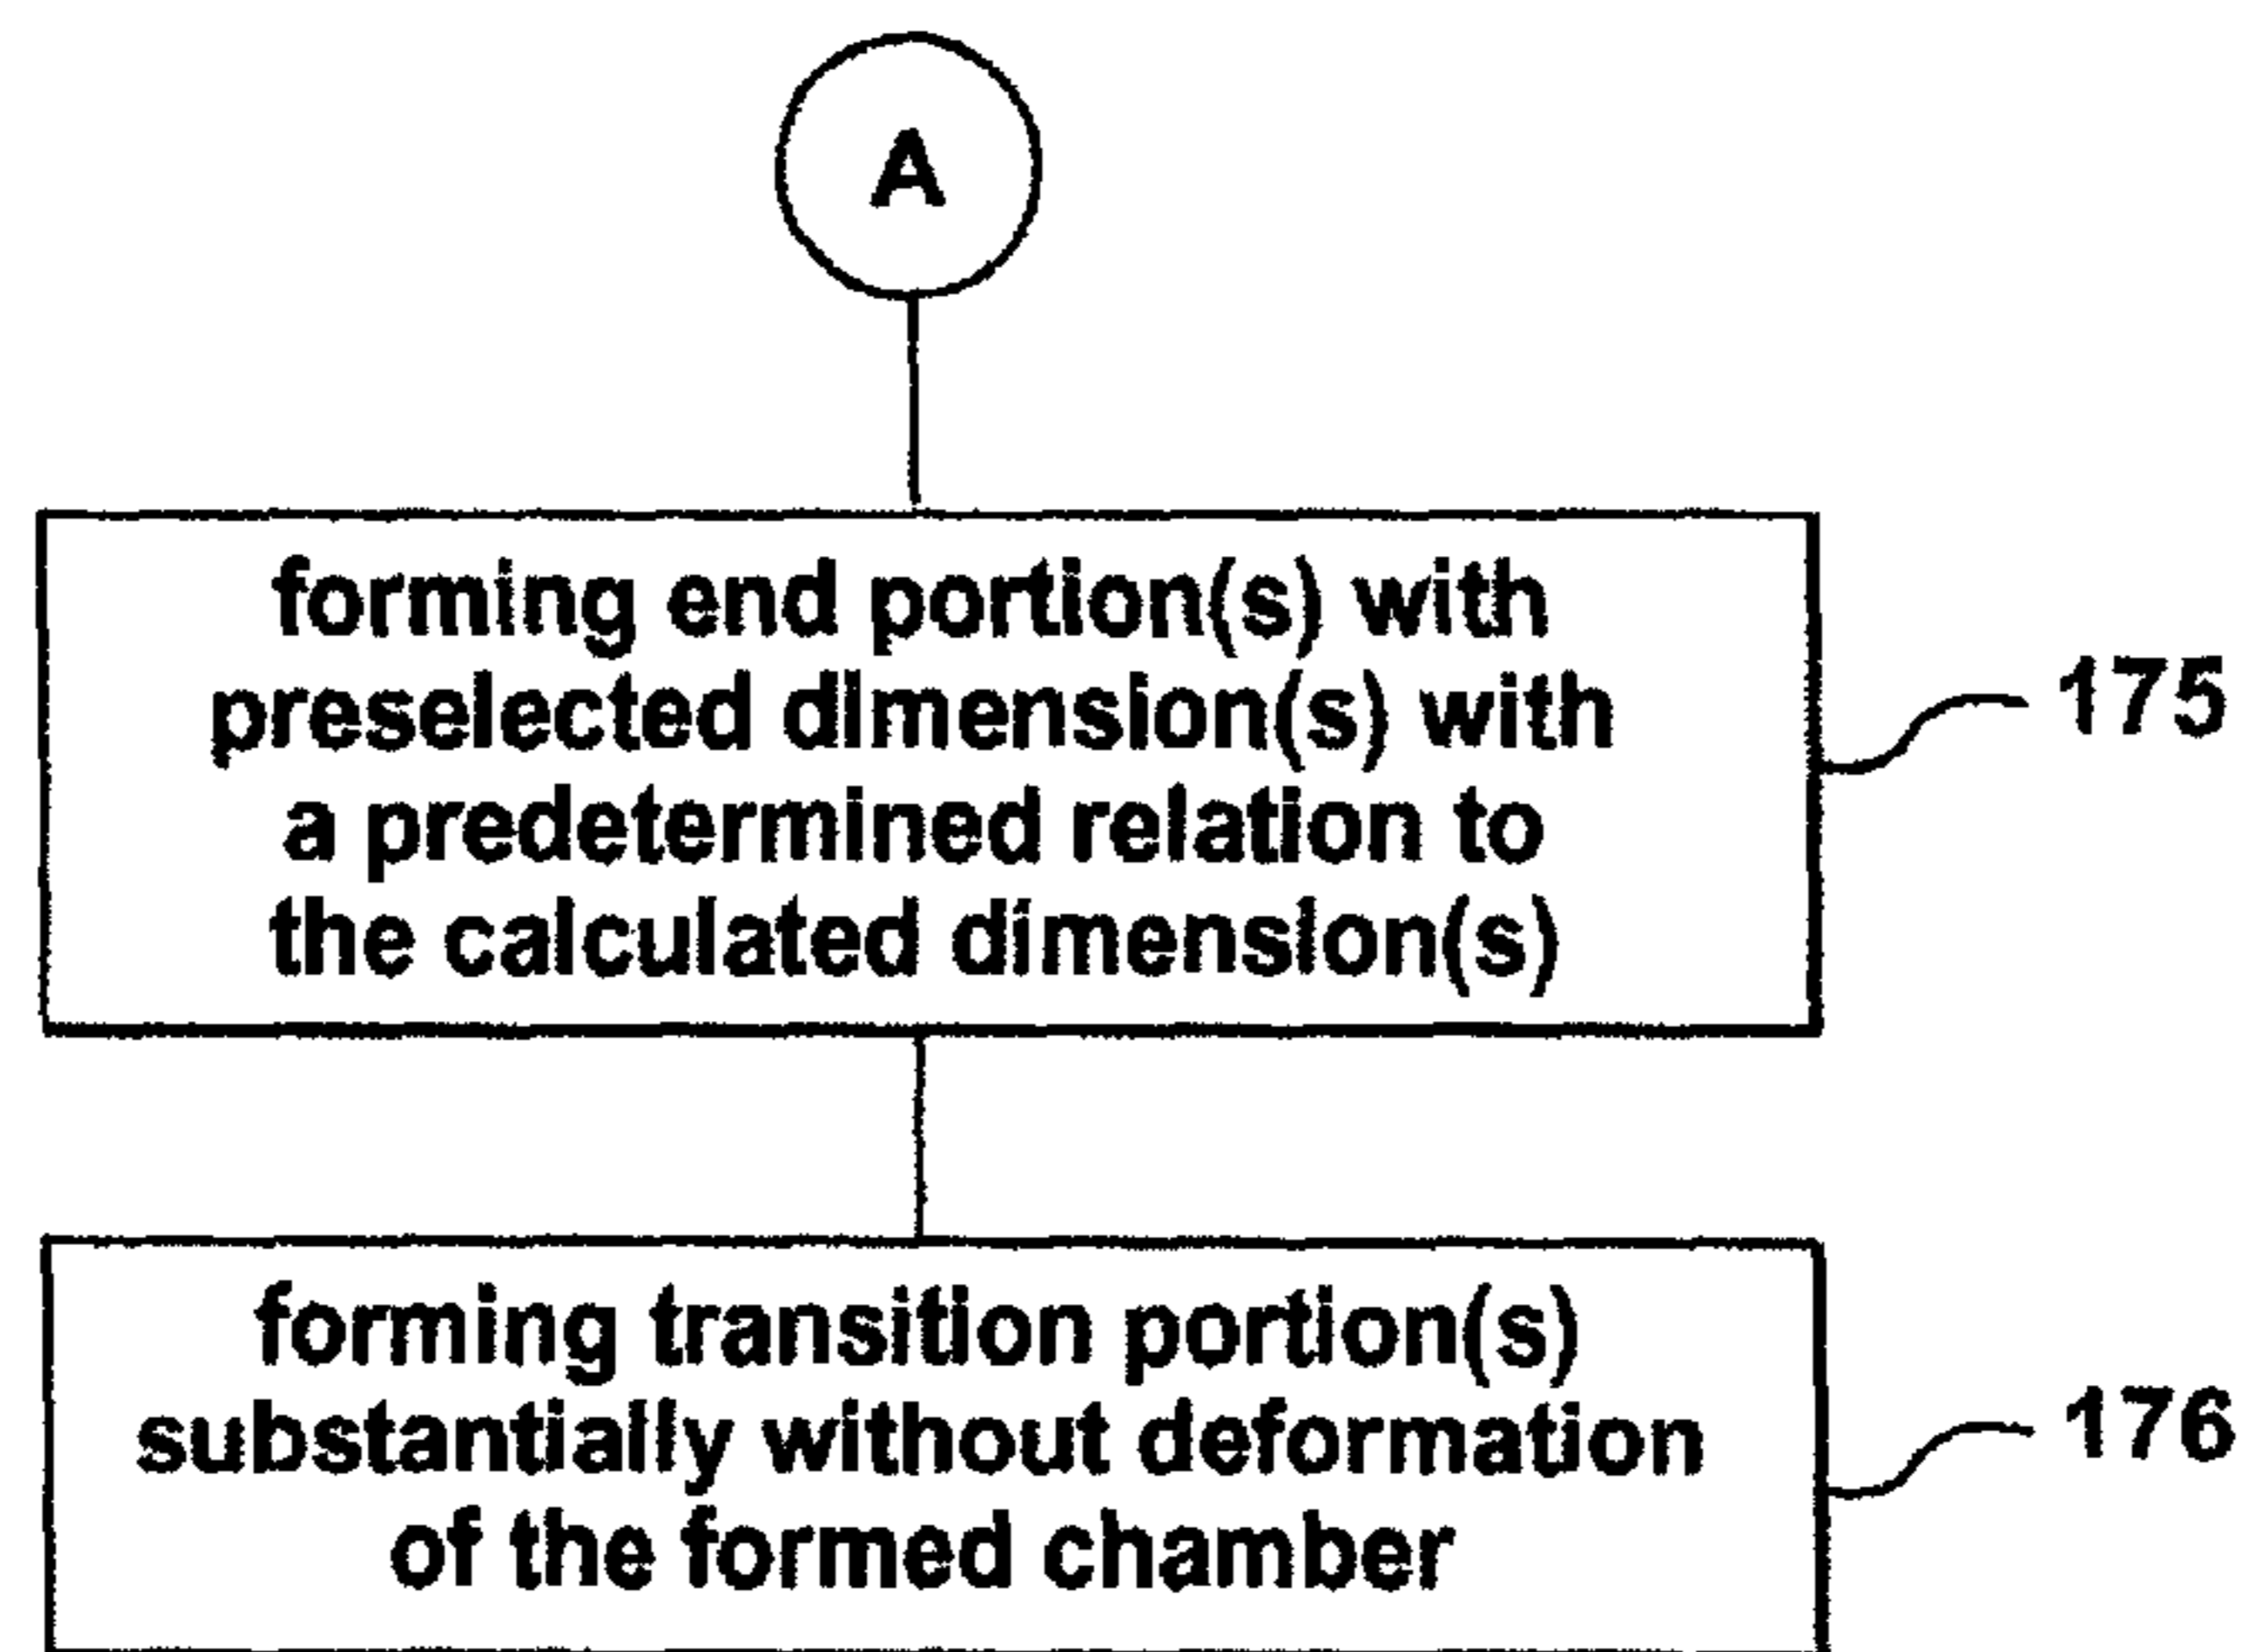 A
forming end portion(s) with
preselected dimension(s) with
a predetermined relation to
the calculated dimension(s)
175
forming transition portion(s)
substantially without deformation
of the formed chamber
176